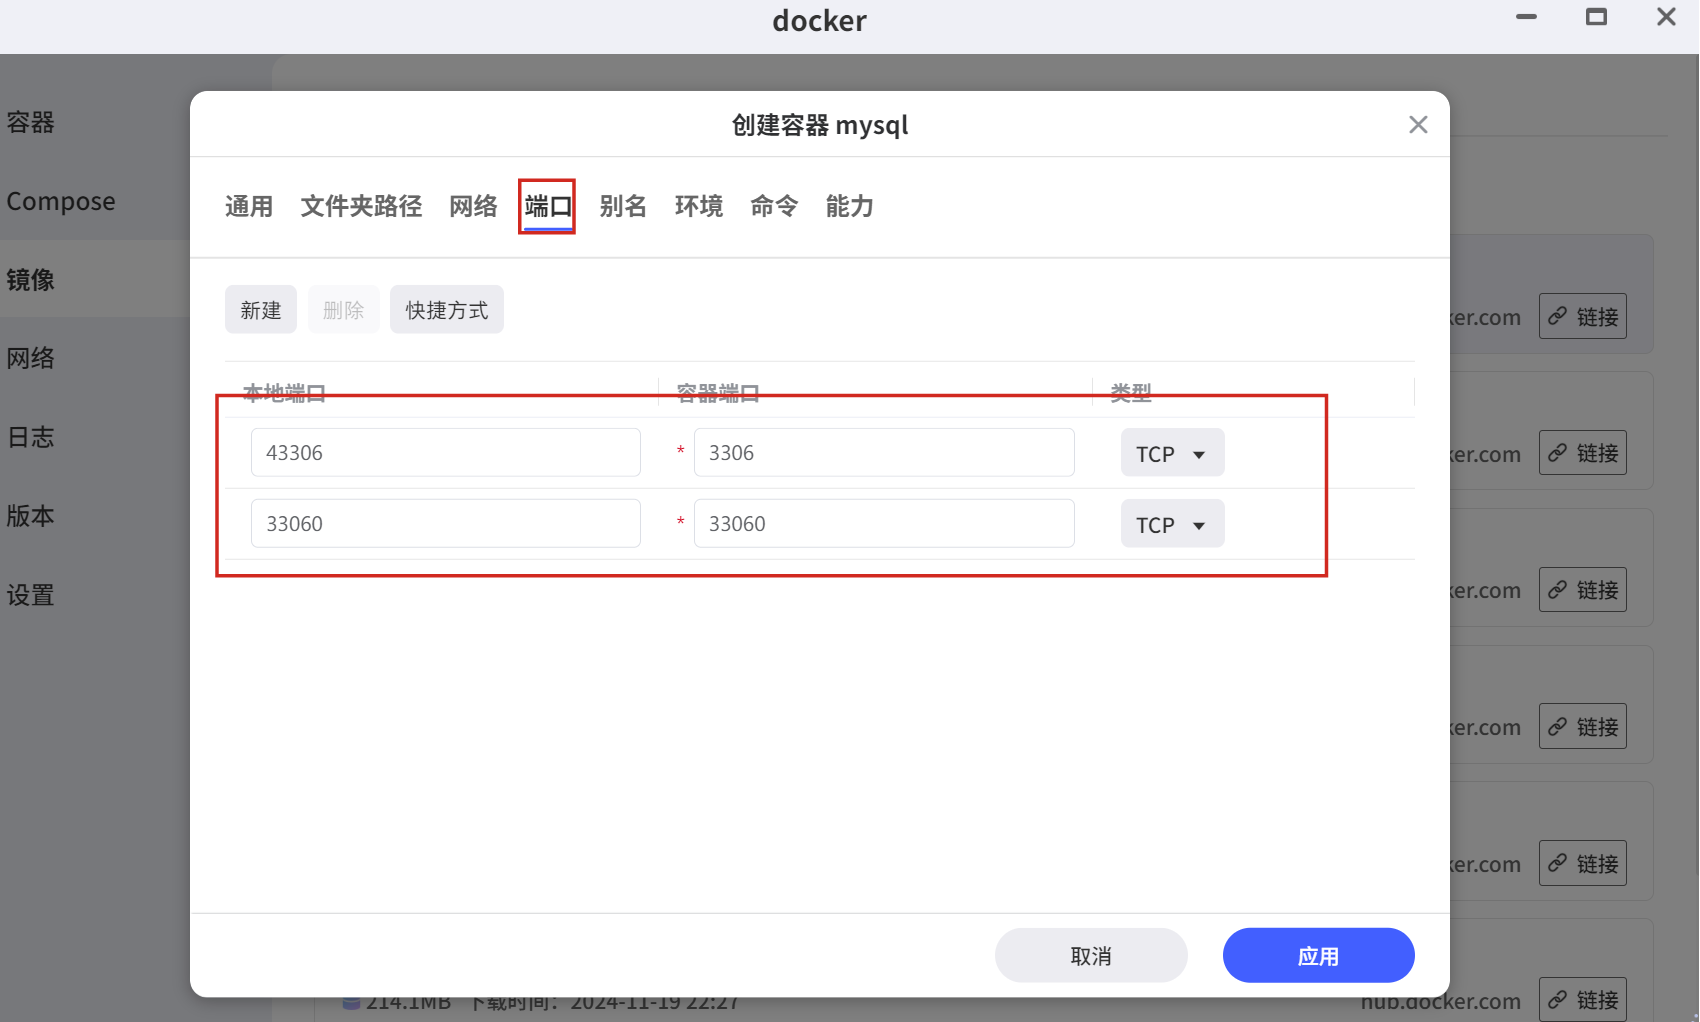 docker
创建容器 mysql
容器
Compose
镜像
网络
日志
版本
设置
通用 文件夹路径 网络 端口 别名 环境 命令 能力
新建 删除 快捷方式
本地端口 容器端口 类型
43306 * 3306 TCP
33060 * 33060 TCP
取消 应用
ker.com 链接
ker.com 链接
ker.com 链接
ker.com 链接
ker.com 链接
214.1MB 下载时间：2024-11-19 22:27 hub.docker.com 链接